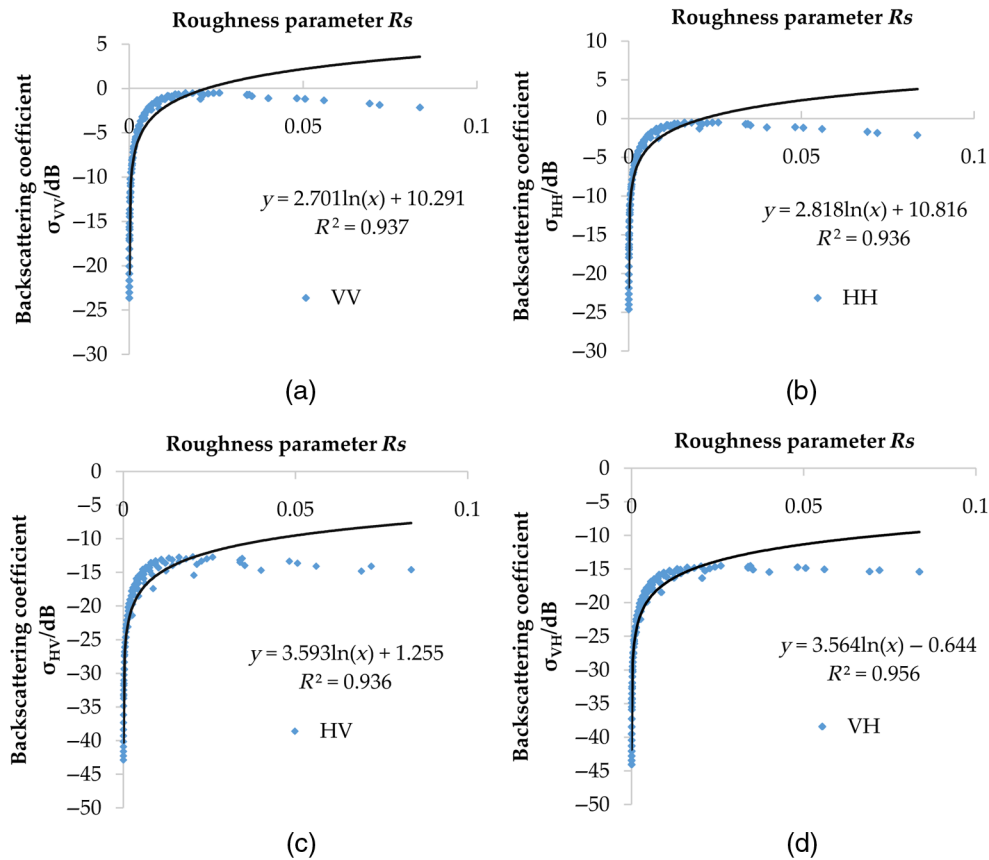 Roughness parameter Rs
5
0
−5
−10
−15
−20
−25
−30
0
0.05
0.1
Backscattering coefficient
σVV/dB
y = 2.701ln(x) + 10.291
R² = 0.937
VV
(a)
Roughness parameter Rs
10
5
0
−5
−10
−15
−20
−25
−30
0
0.05
0.1
Backscattering coefficient
σHH/dB
y = 2.818ln(x) + 10.816
R² = 0.936
HH
(b)
Roughness parameter Rs
0
−5
−10
−15
−20
−25
−30
−35
−40
−45
−50
0
0.05
0.1
Backscattering coefficient
σHV/dB
y = 3.593ln(x) + 1.255
R² = 0.936
HV
(c)
Roughness parameter Rs
0
−5
−10
−15
−20
−25
−30
−35
−40
−45
−50
0
0.05
0.1
Backscattering coefficient
σVH/dB
y = 3.564ln(x) − 0.644
R² = 0.956
VH
(d)